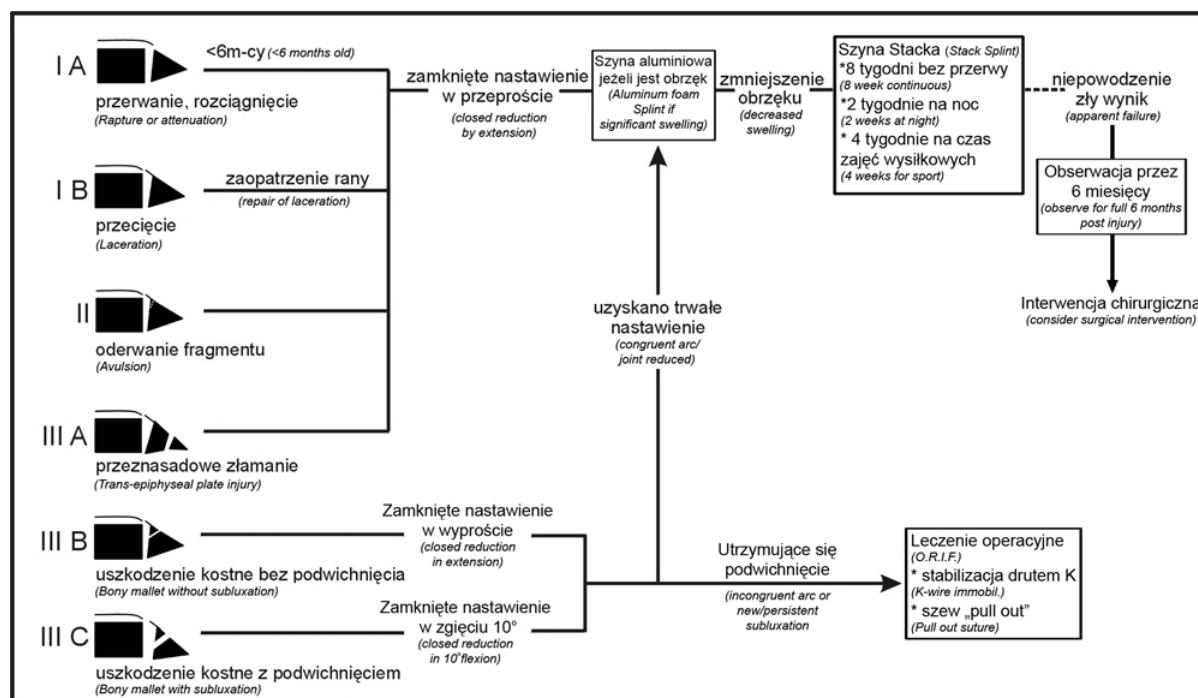 I A
<6m-cy (<6 months old)
przerwanie, rozciągnięcie
(Rapture or attenuation)
I B
zaopatrzenie rany
(repair of laceration)
przecięcie
(Laceration)
II
oderwanie fragmentu
(Avulsion)
III A
przeznasadowe złamanie
(Trans-epiphyseal plate injury)
zamknięte nastawienie
w przeproście
(closed reduction
by extension)
Szyna aluminiowa
jeżeli jest obrzęk
(Aluminum foam
Splint if
significant swelling)
zmniejszenie
obrzęku
(decreased
swelling)
Szyna Stacka (Stack Splint)
*8 tygodni bez przerwy
(8 week continuous)
*2 tygodnie na noc
(2 weeks at night)
* 4 tygodnie na czas
zajęć wysiłkowych
(4 weeks for sport)
niepowodzenie
zły wynik
(apparent failure)
Obserwacja przez
6 miesięcy
(observe for full 6 months
post injury)
Interwencja chirurgiczna
(consider surgical intervention)
uzyskano trwałe
nastawienie
(congruent arc/
joint reduced)
III B
uszkodzenie kostne bez podwichnięcia
(Bony mallet without subluxation)
Zamknięte nastawienie
w wyproście
(closed reduction
in extension)
III C
uszkodzenie kostne z podwichnięciem
(Bony mallet with subluxation)
Zamknięte nastawienie
w zgięciu 10°
(closed reduction
in 10°flexion)
Utrzymujące się
podwichnięcie
(incongruent arc or
new/persistent
subluxation
Leczenie operacyjne
(O.R.I.F.)
* stabilizacja drutem K
(K-wire immobil.)
* szew „pull out”
(Pull out suture)